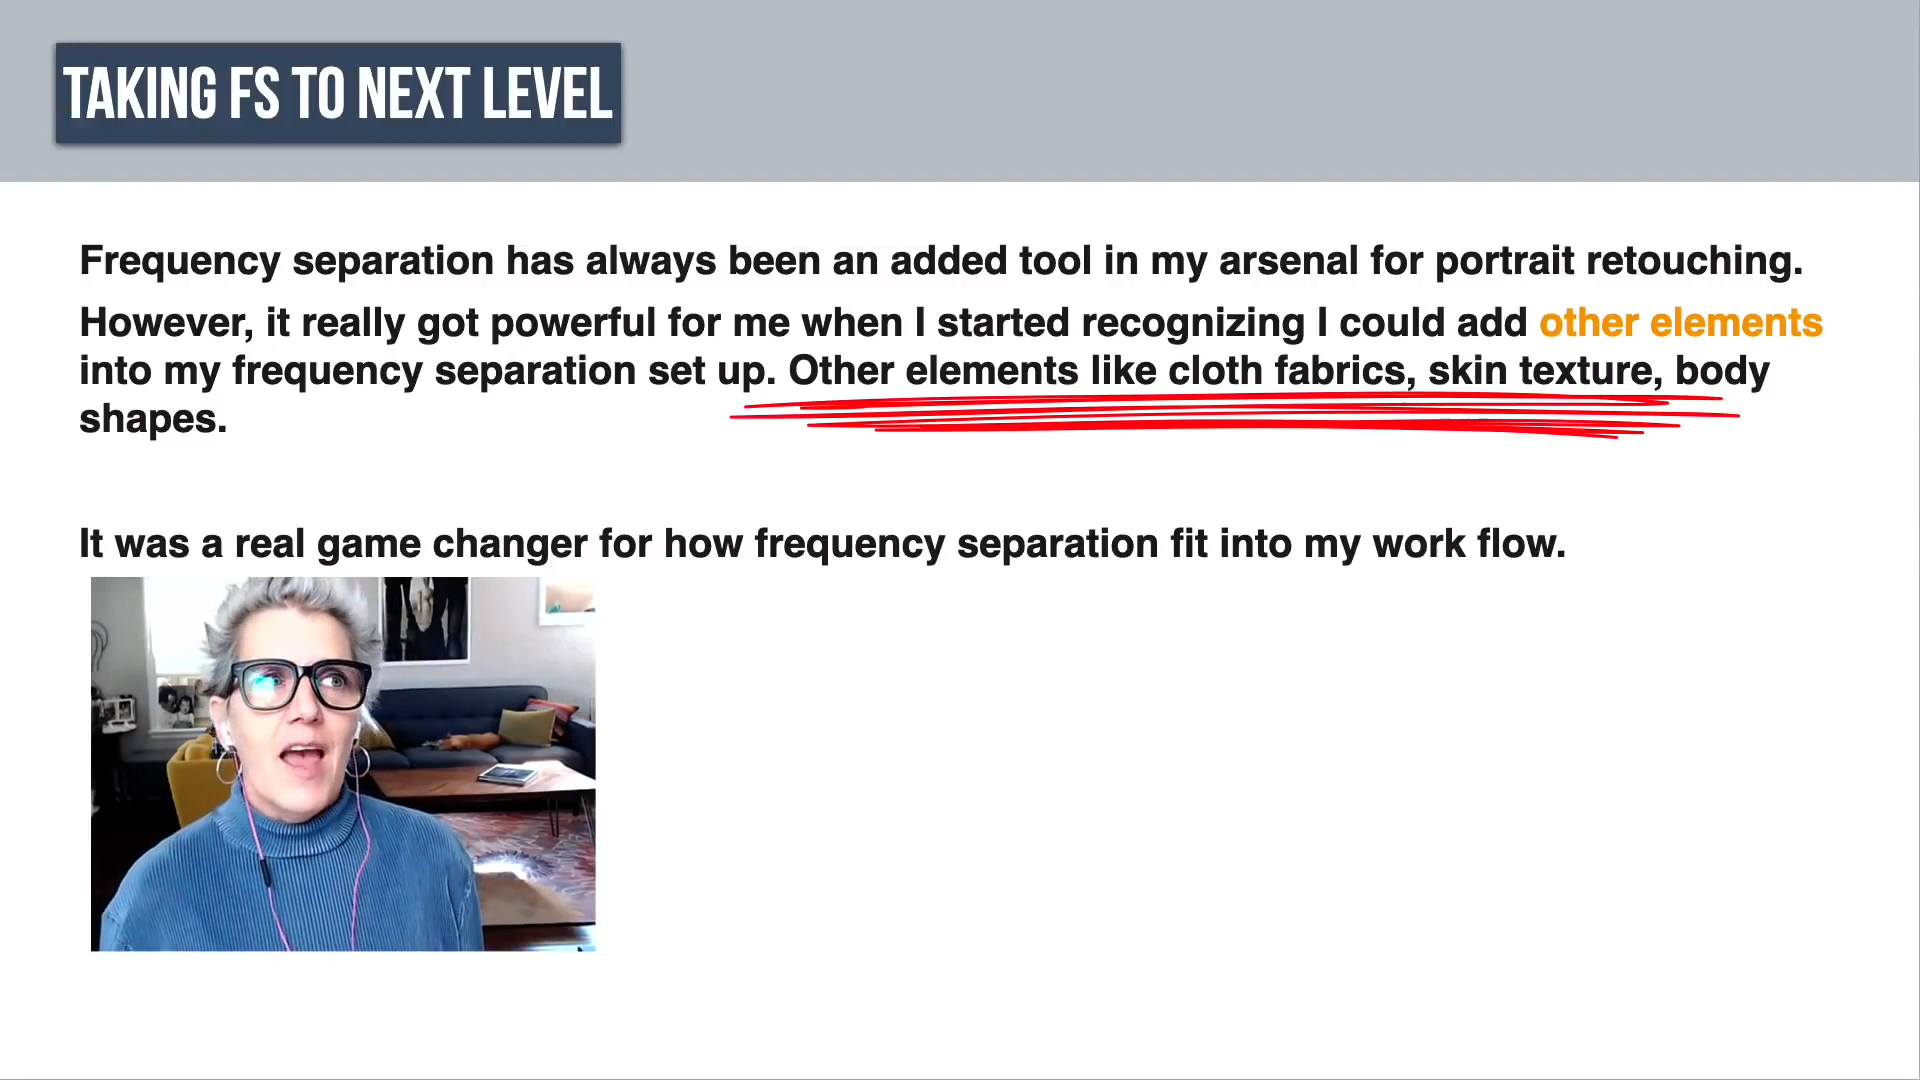 TAKING FS TO NEXT LEVEL
Frequency separation has always been an added tool in my arsenal for portrait retouching.
However, it really got powerful for me when I started recognizing I could add other elements
into my frequency separation set up. Other elements like cloth fabrics, skin texture, body
shapes.
It was a real game changer for how frequency separation fit into my work flow.